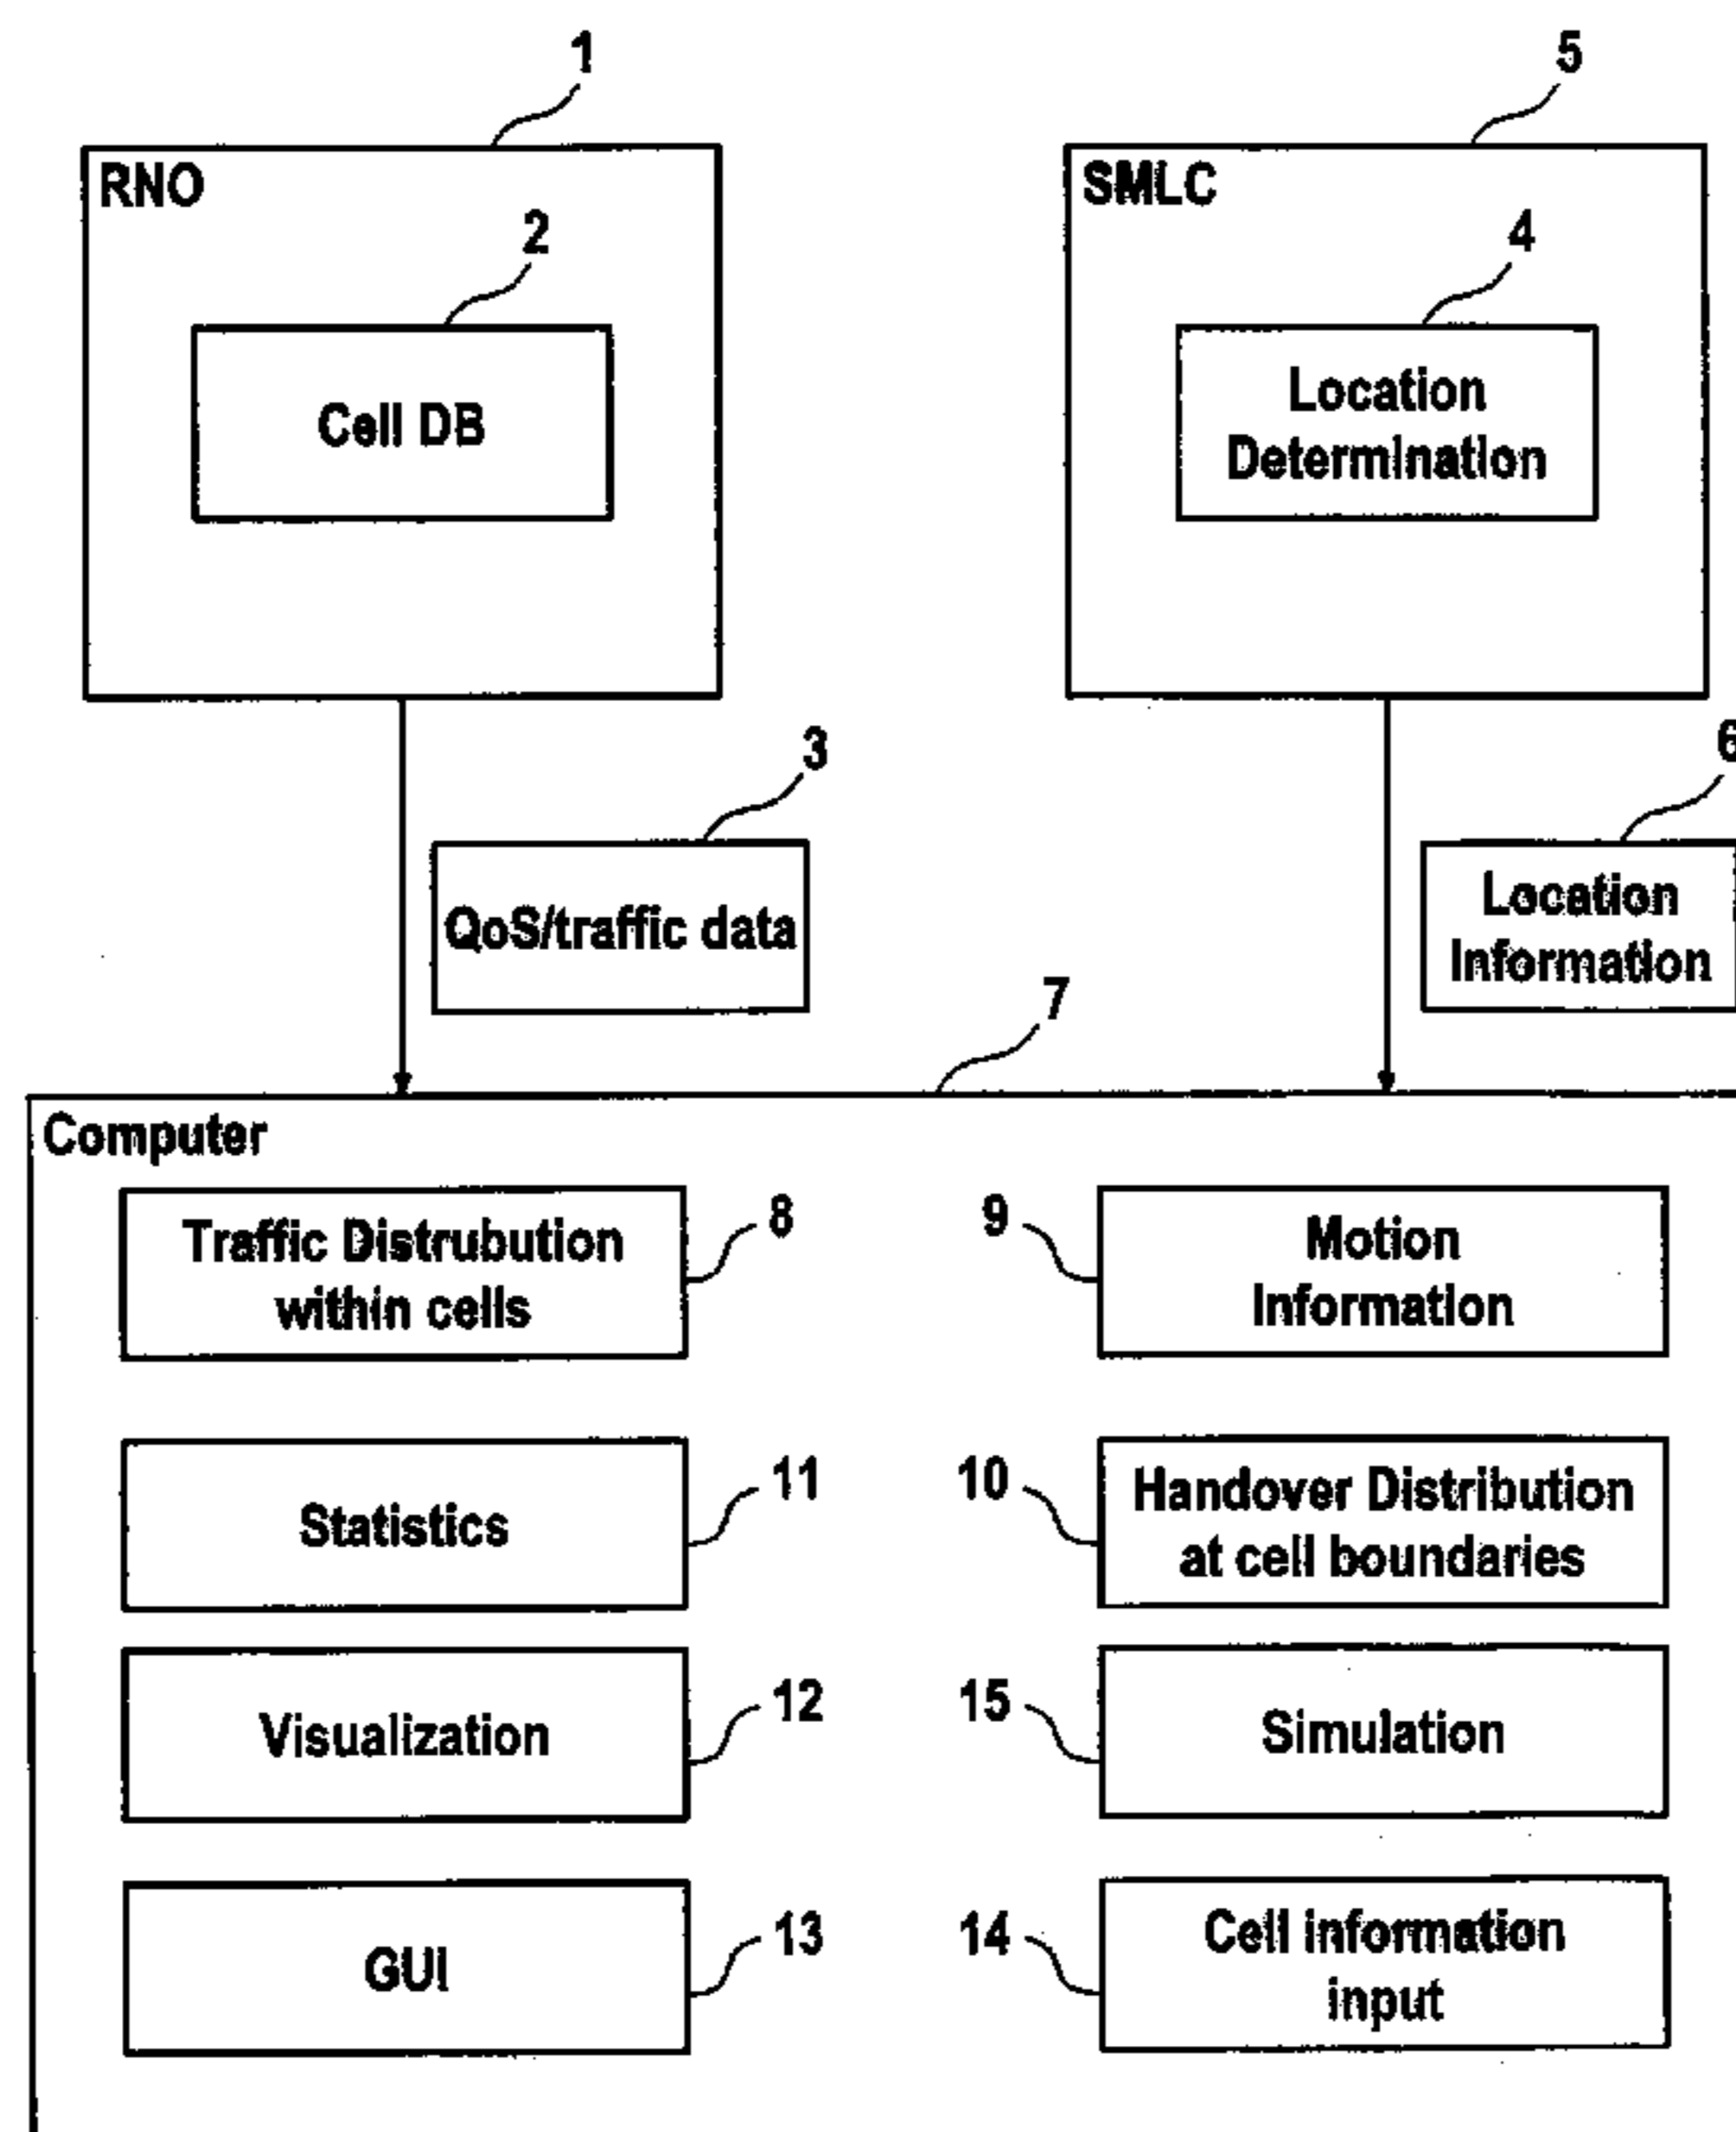 1
5
RNO
SMLC
2
4
Cell DB
Location
Determination
3
6
QoS/traffic data
Location
Information
7
Computer
Traffic Distrubution
within cells
8
9
Motion
Information
Statistics
11
10
Handover Distribution
at cell boundaries
Visualization
12
15
Simulation
GUI
13
14
Cell information
input